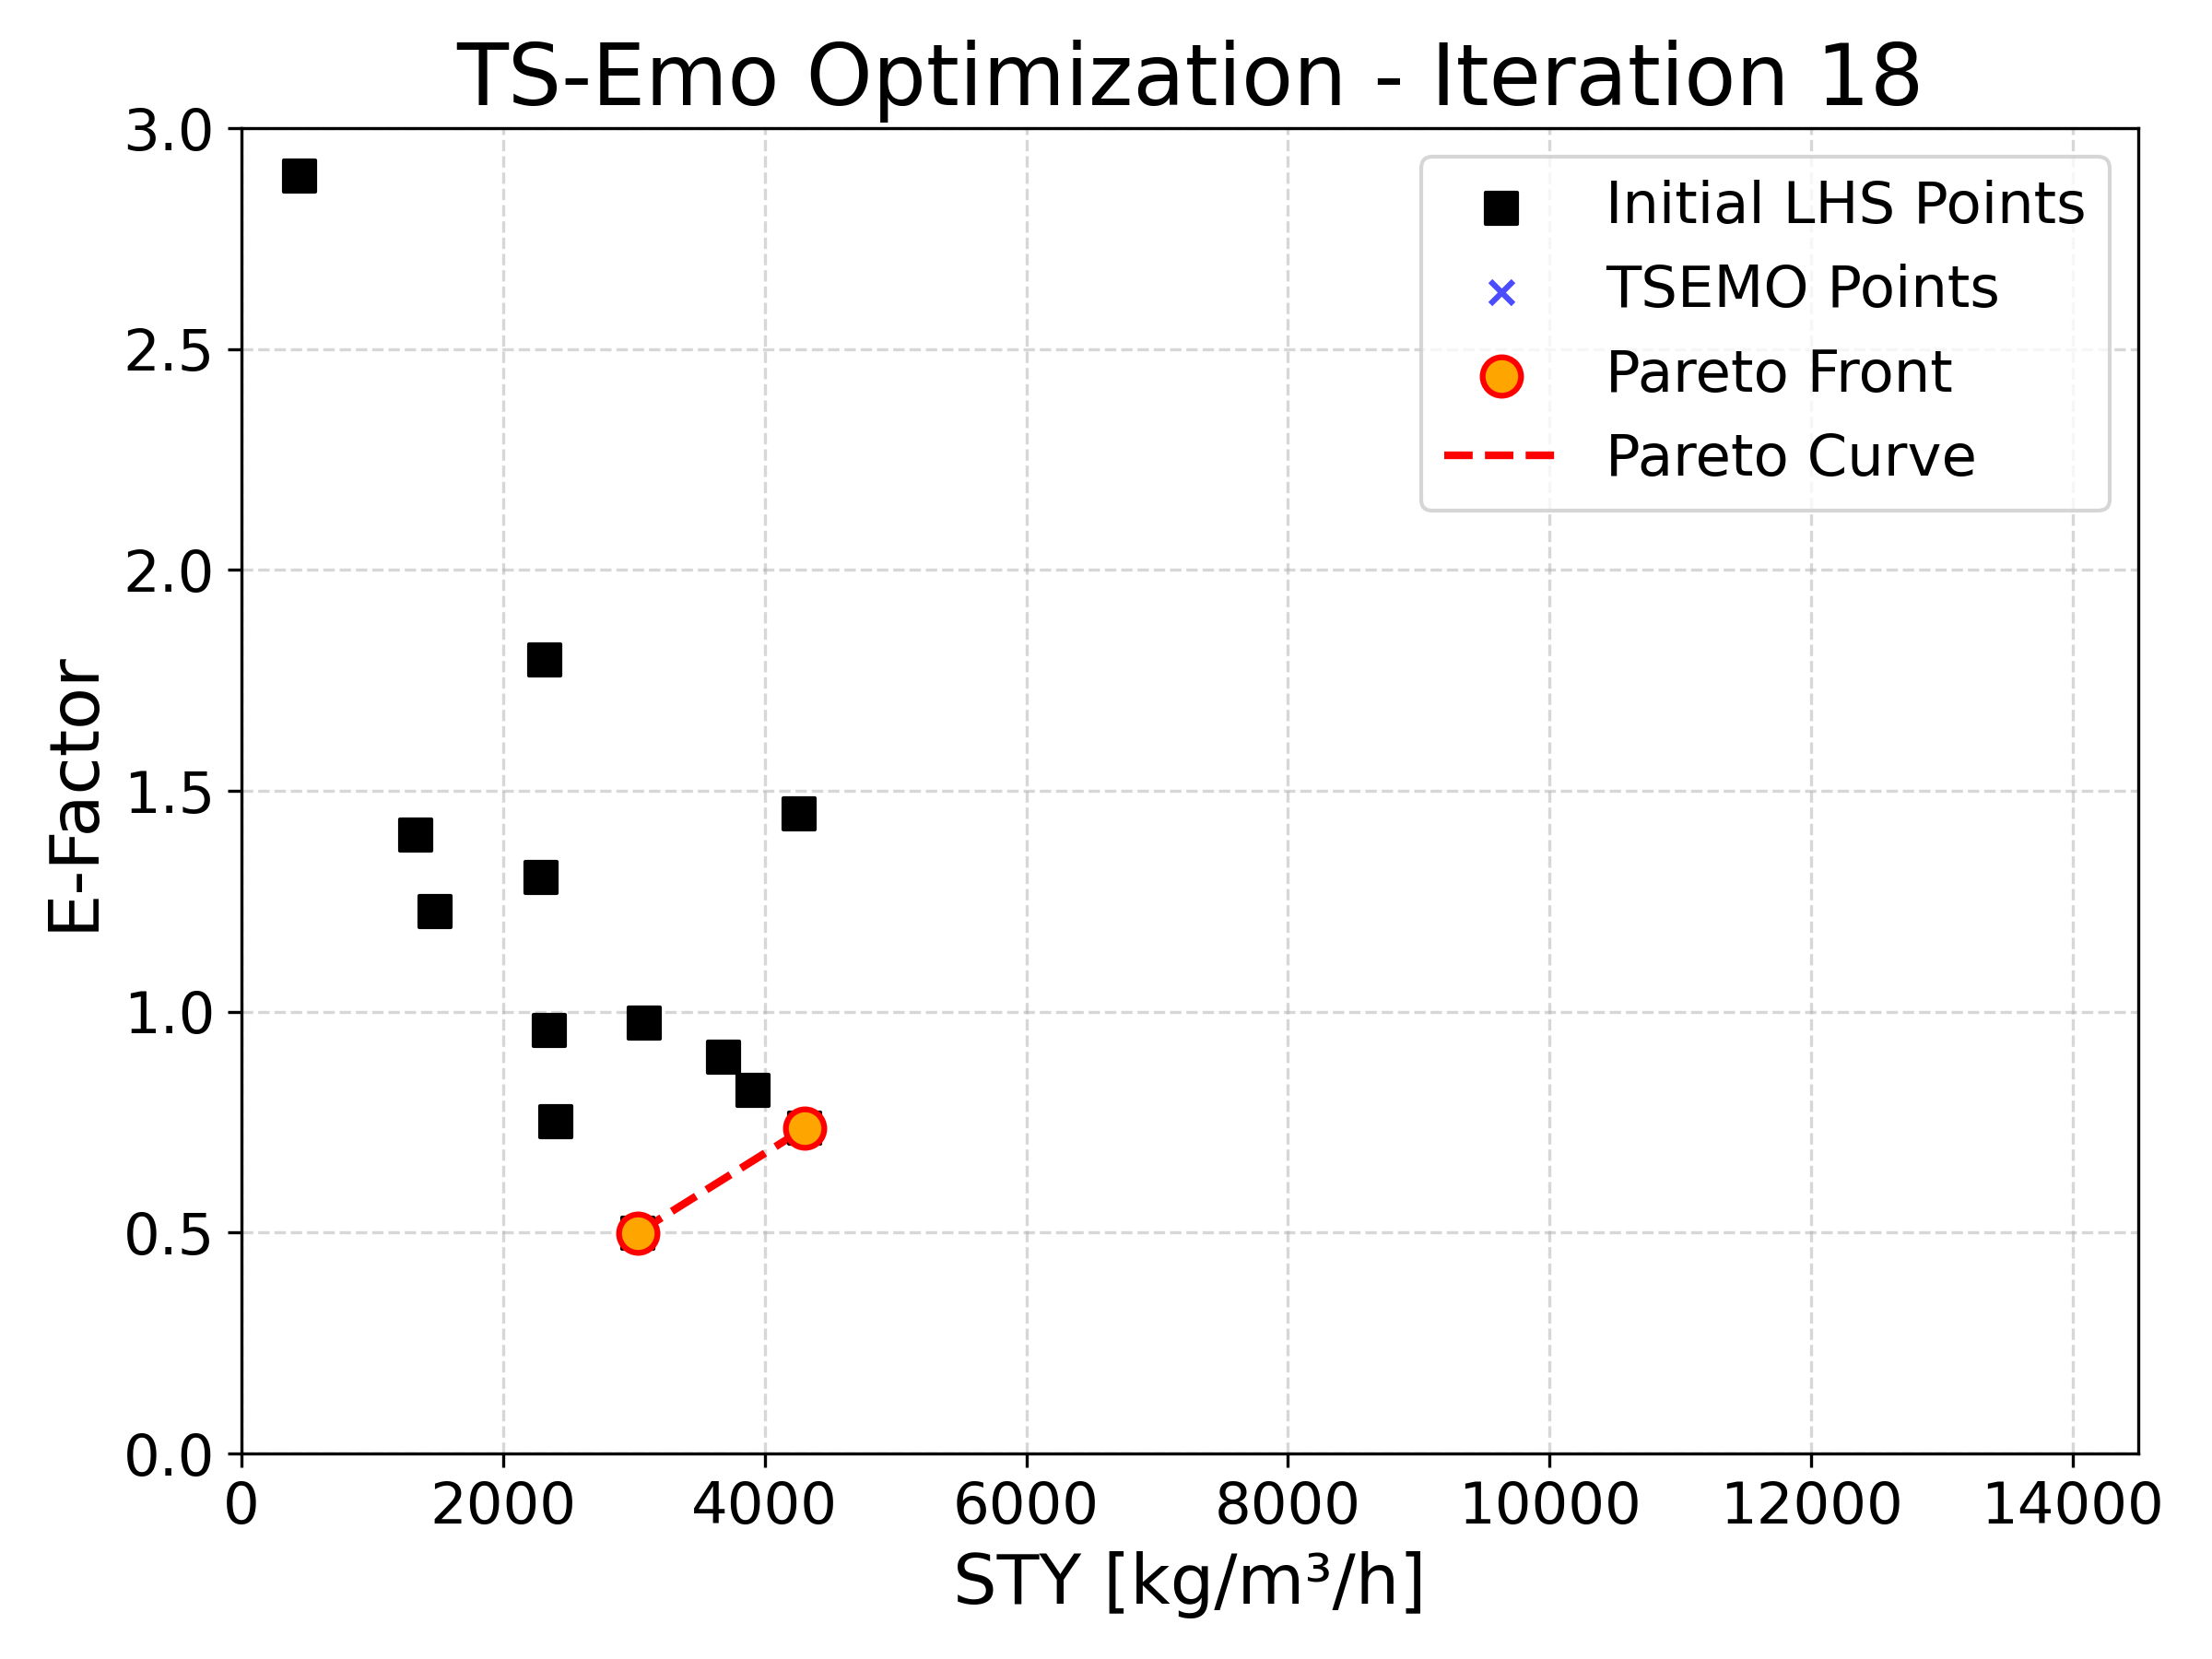 TS-Emo Optimization - Iteration 18
3.0
2.5
2.0
1.5
1.0
0.5
0.0
E-Factor
Initial LHS Points
TSEMO Points
Pareto Front
Pareto Curve
0 2000 4000 6000 8000 10000 12000 14000
STY [kg/m³/h]